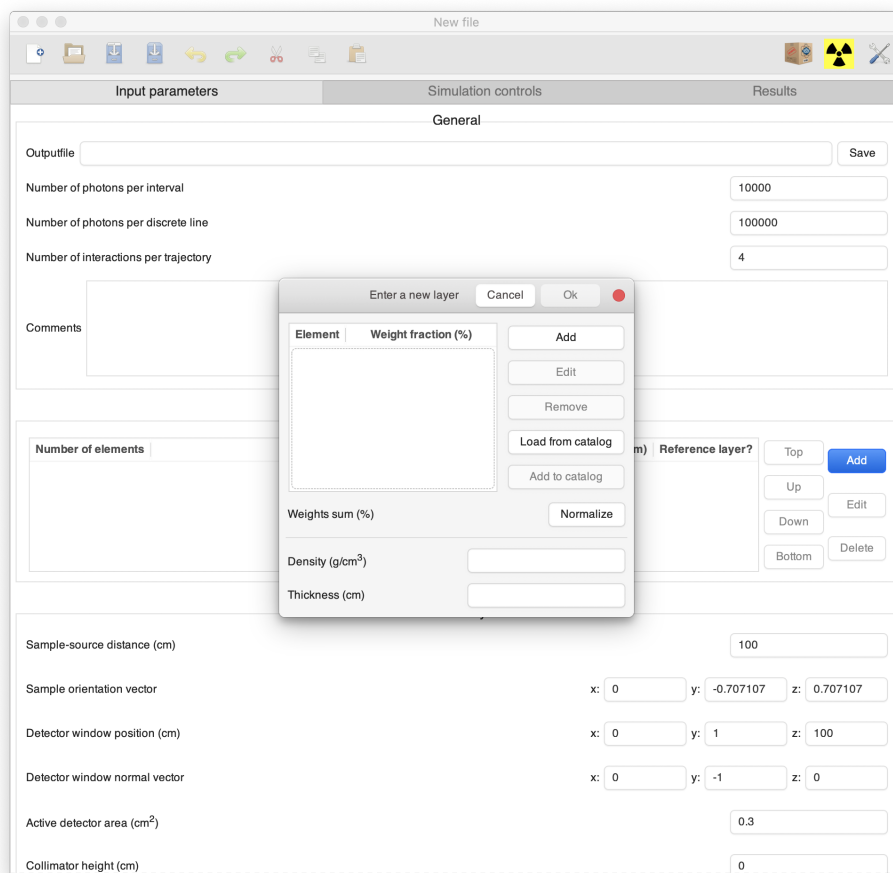 New file
Input parameters Simulation controls Results
General
Outputfile Save
Number of photons per interval 10000
Number of photons per discrete line 100000
Number of interactions per trajectory 4
Comments
Enter a new layer Cancel Ok
Element Weight fraction (%)
Add
Edit
Remove
Load from catalog
Add to catalog
Weights sum (%) Normalize
Density (g/cm3)
Thickness (cm)
Number of elements m) Reference layer?
Top
Up
Down
Bottom
Add
Edit
Delete
Sample-source distance (cm) 100
Sample orientation vector x: 0 y: -0.707107 z: 0.707107
Detector window position (cm) x: 0 y: 1 z: 100
Detector window normal vector x: 0 y: -1 z: 0
Active detector area (cm2) 0.3
Collimator height (cm) 0